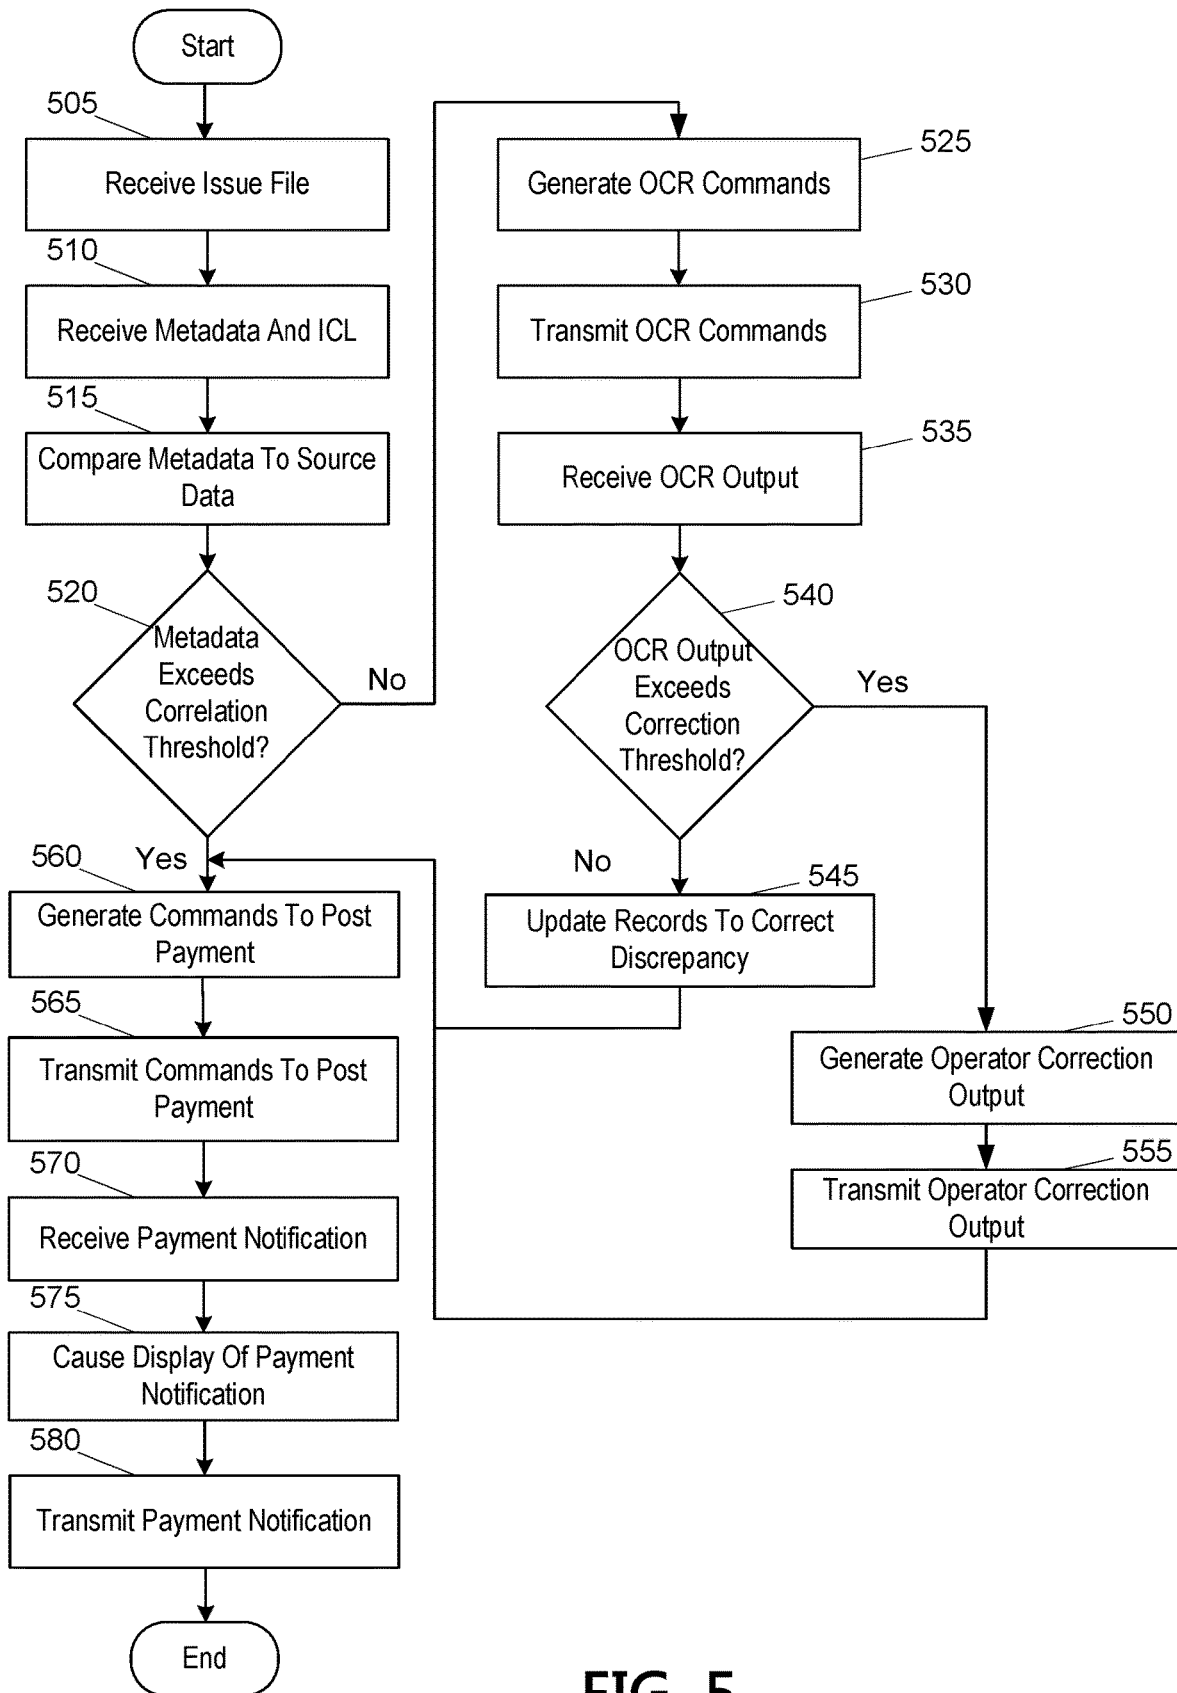 Start
505
Receive Issue File
510
Receive Metadata And ICL
515
Compare Metadata To Source
Data
520
Metadata
Exceeds
Correlation
Threshold?
No
Yes
525
Generate OCR Commands
530
Transmit OCR Commands
535
Receive OCR Output
540
OCR Output
Exceeds
Correction
Threshold?
Yes
No
545
Update Records To Correct
Discrepancy
550
Generate Operator Correction
Output
555
Transmit Operator Correction
Output
560
Generate Commands To Post
Payment
565
Transmit Commands To Post
Payment
570
Receive Payment Notification
575
Cause Display Of Payment
Notification
580
Transmit Payment Notification
End
FIG. 5